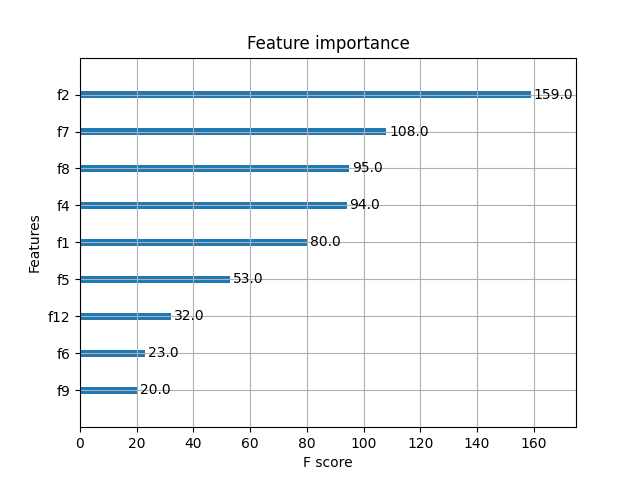 Feature importance
Features
f2 159.0
f7 108.0
f8 95.0
f4 94.0
f1 80.0
f5 53.0
f12 32.0
f6 23.0
f9 20.0
0 20 40 60 80 100 120 140 160
F score